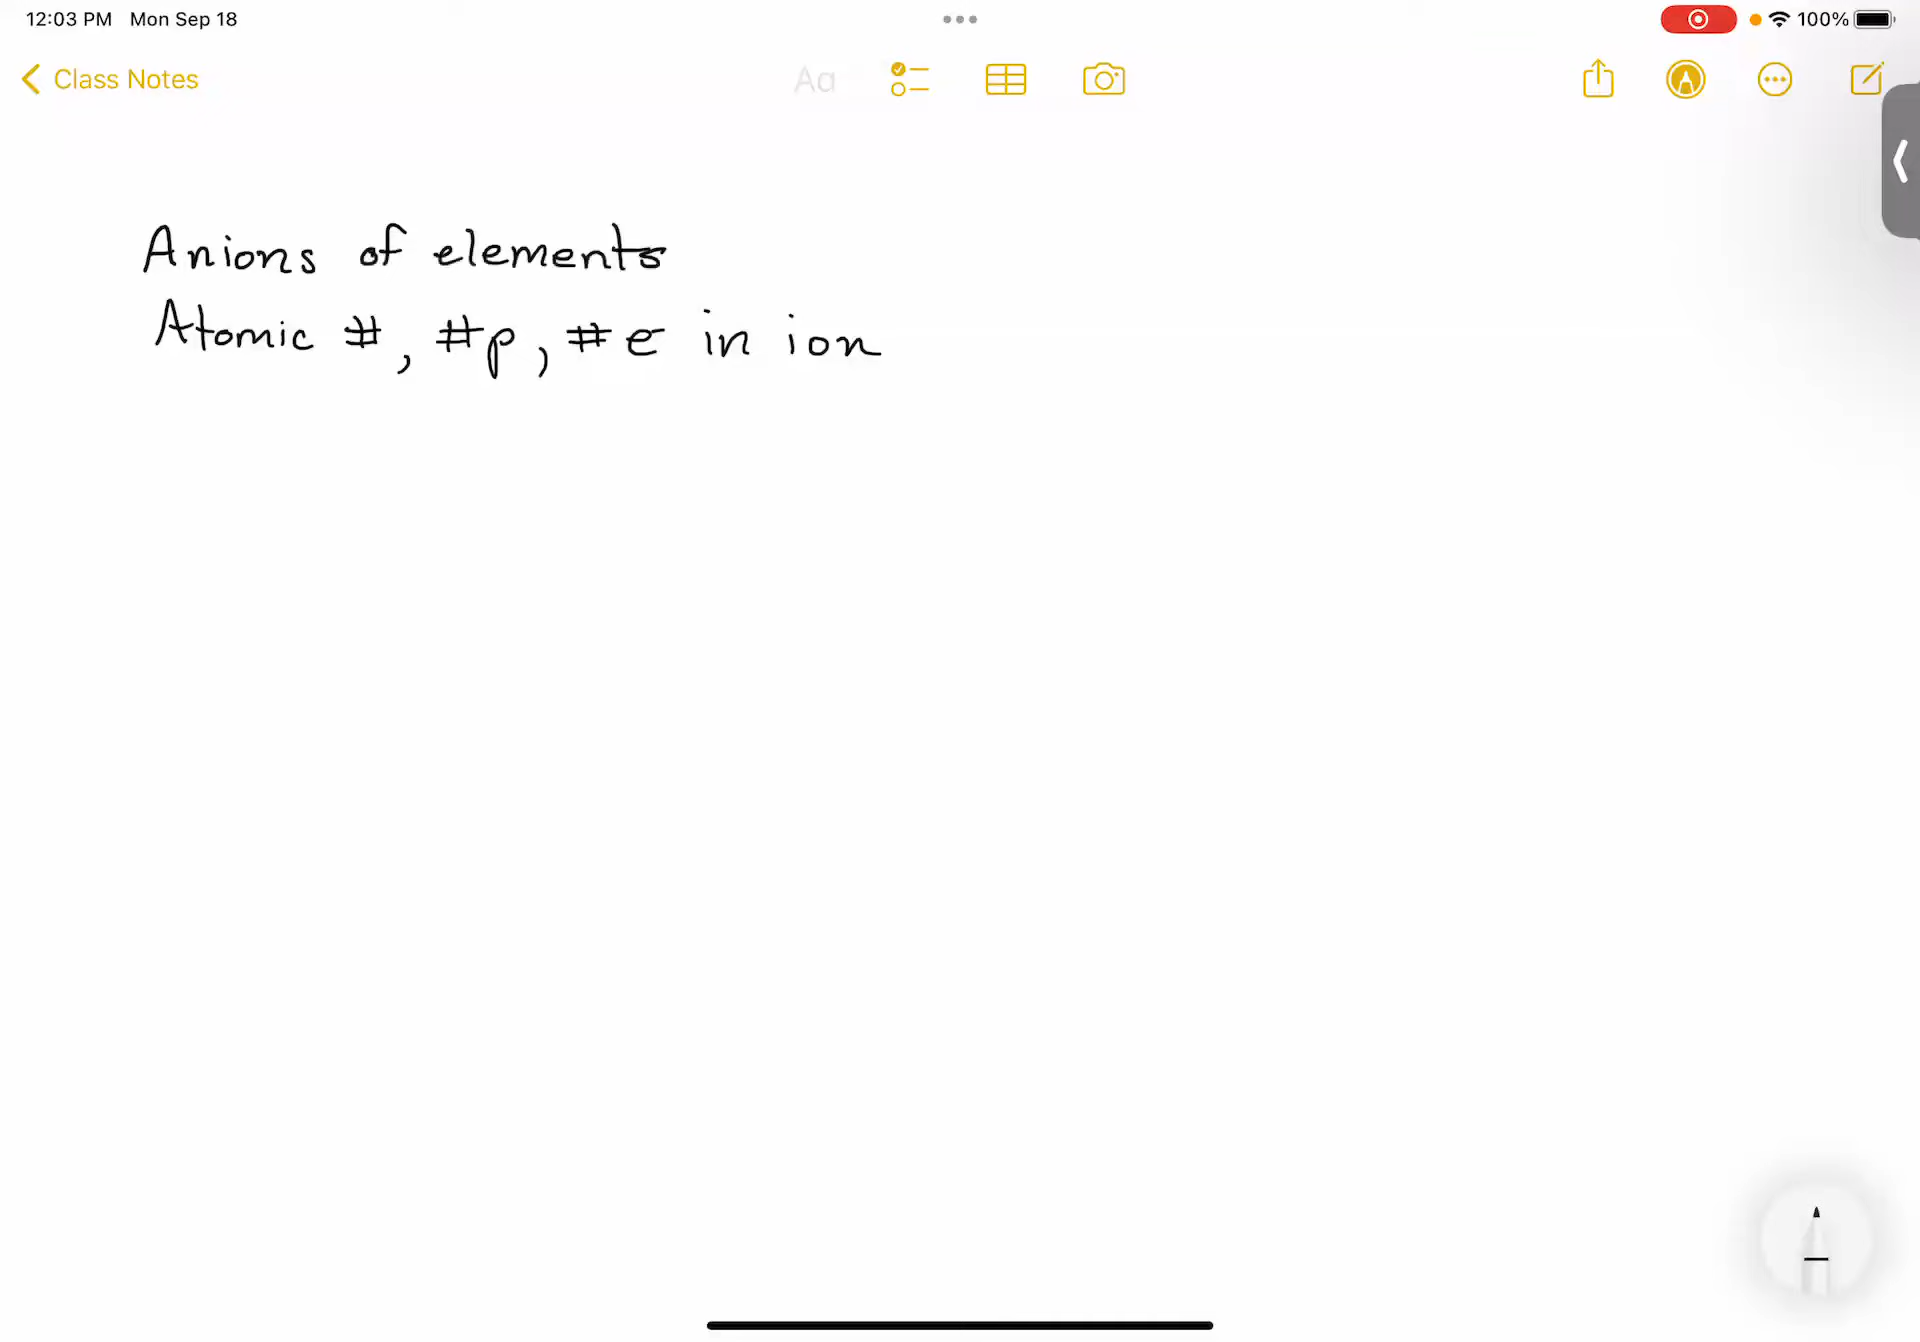 12:03 PM Mon Sep 18
100%
Class Notes
Aa
Anions of elements
Atomic #, #p, #e in ion